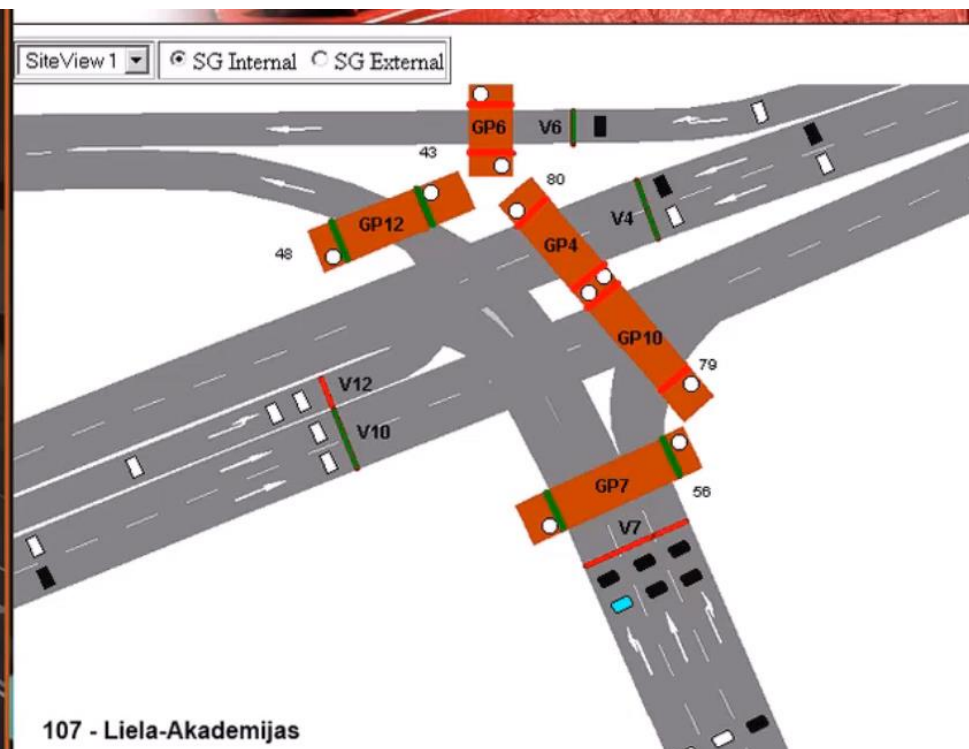 SiteView 1
SG Internal
SG External
GP6
V6
43
80
V4
GP12
GP4
48
GP10
79
V12
V10
GP7
56
V7
107 - Liela-Akademijas